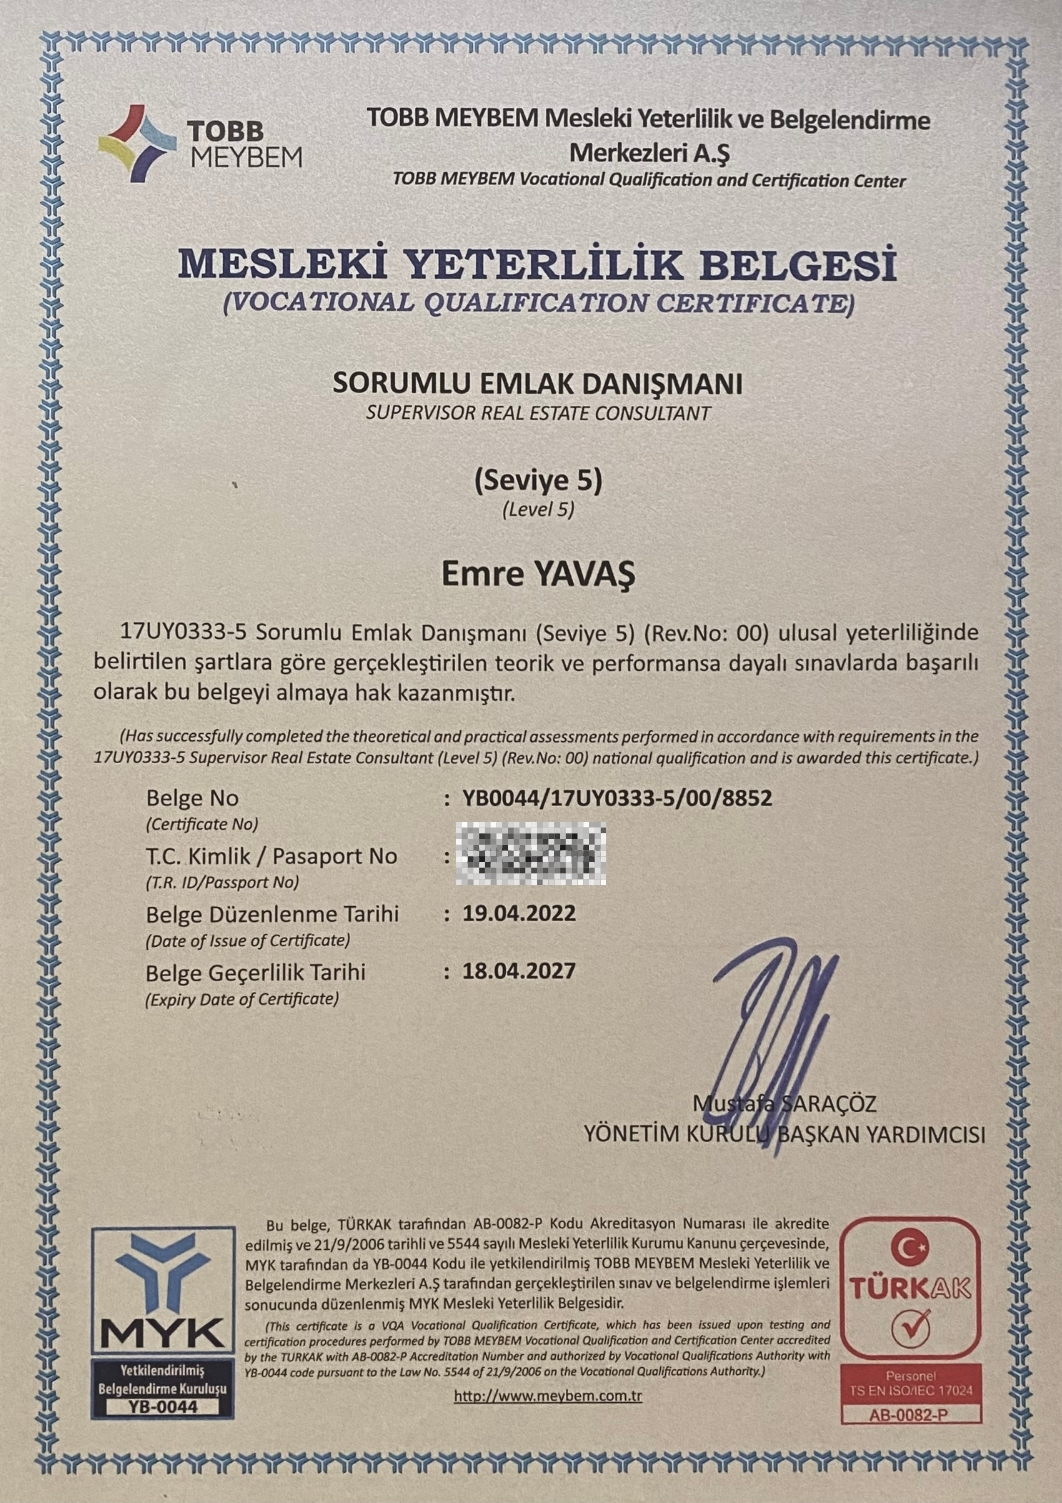 TOBB
MEYBEM
TOBB MEYBEM Mesleki Yeterlilik ve Belgelendirme
Merkezleri A.Ş
TOBB MEYBEM Vocational Qualification and Certification Center
MESLEKİ YETERLİLİK BELGESİ
(VOCATIONAL QUALIFICATION CERTIFICATE)
SORUMLU EMLAK DANIŞMANI
SUPERVISOR REAL ESTATE CONSULTANT
(Seviye 5)
(Level 5)
Emre YAVAŞ
17UY0333-5 Sorumlu Emlak Danışmanı (Seviye 5) (Rev.No: 00) ulusal yeterliliğinde
belirtilen şartlara göre gerçekleştirilen teorik ve performansa dayalı sınavlarda başarılı
olarak bu belgeyi almaya hak kazanmıştır.
(Has successfully completed the theoretical and practical assessments performed in accordance with requirements in the
17UY0333-5 Supervisor Real Estate Consultant (Level 5) (Rev.No: 00) national qualification and is awarded this certificate.)
Belge No : YB0044/17UY0333-5/00/8852
(Certificate No)
T.C. Kimlik / Pasaport No :
(T.R. ID/Passport No)
Belge Düzenlenme Tarihi : 19.04.2022
(Date of Issue of Certificate)
Belge Geçerlilik Tarihi : 18.04.2027
(Expiry Date of Certificate)
Mustafa SARAÇÖZ
YÖNETİM KURULU BAŞKAN YARDIMCISI
MYK
Yetkilendirilmiş
Belgelendirme Kuruluşu
YB-0044
Bu belge, TÜRKAK tarafından AB-0082-P Kodu Akreditasyon Numarası ile akredite
edilmiş ve 21/9/2006 tarihli ve 5544 sayılı Mesleki Yeterlilik Kurumu Kanunu çerçevesinde,
MYK tarafından da YB-0044 Kodu ile yetkilendirilmiş TOBB MEYBEM Mesleki Yeterlilik ve
Belgelendirme Merkezleri A.Ş tarafından gerçekleştirilen sınav ve belgelendirme işlemleri
sonucunda düzenlenmiş MYK Mesleki Yeterlilik Belgesidir.
(This certificate is a VQA Vocational Qualification Certificate, which has been issued upon testing and
certification procedures performed by TOBB MEYBEM Vocational Qualification and Certification Center accredited
by the TURKAK with AB-0082-P Accreditation Number and authorized by Vocational Qualifications Authority with
YB-0044 code pursuant to the Law No. 5544 of 21/9/2006 on the Vocational Qualifications Authority.)
http://www.meybem.com.tr
TÜRKAK
Personel
TS EN ISO/IEC 17024
AB-0082-P